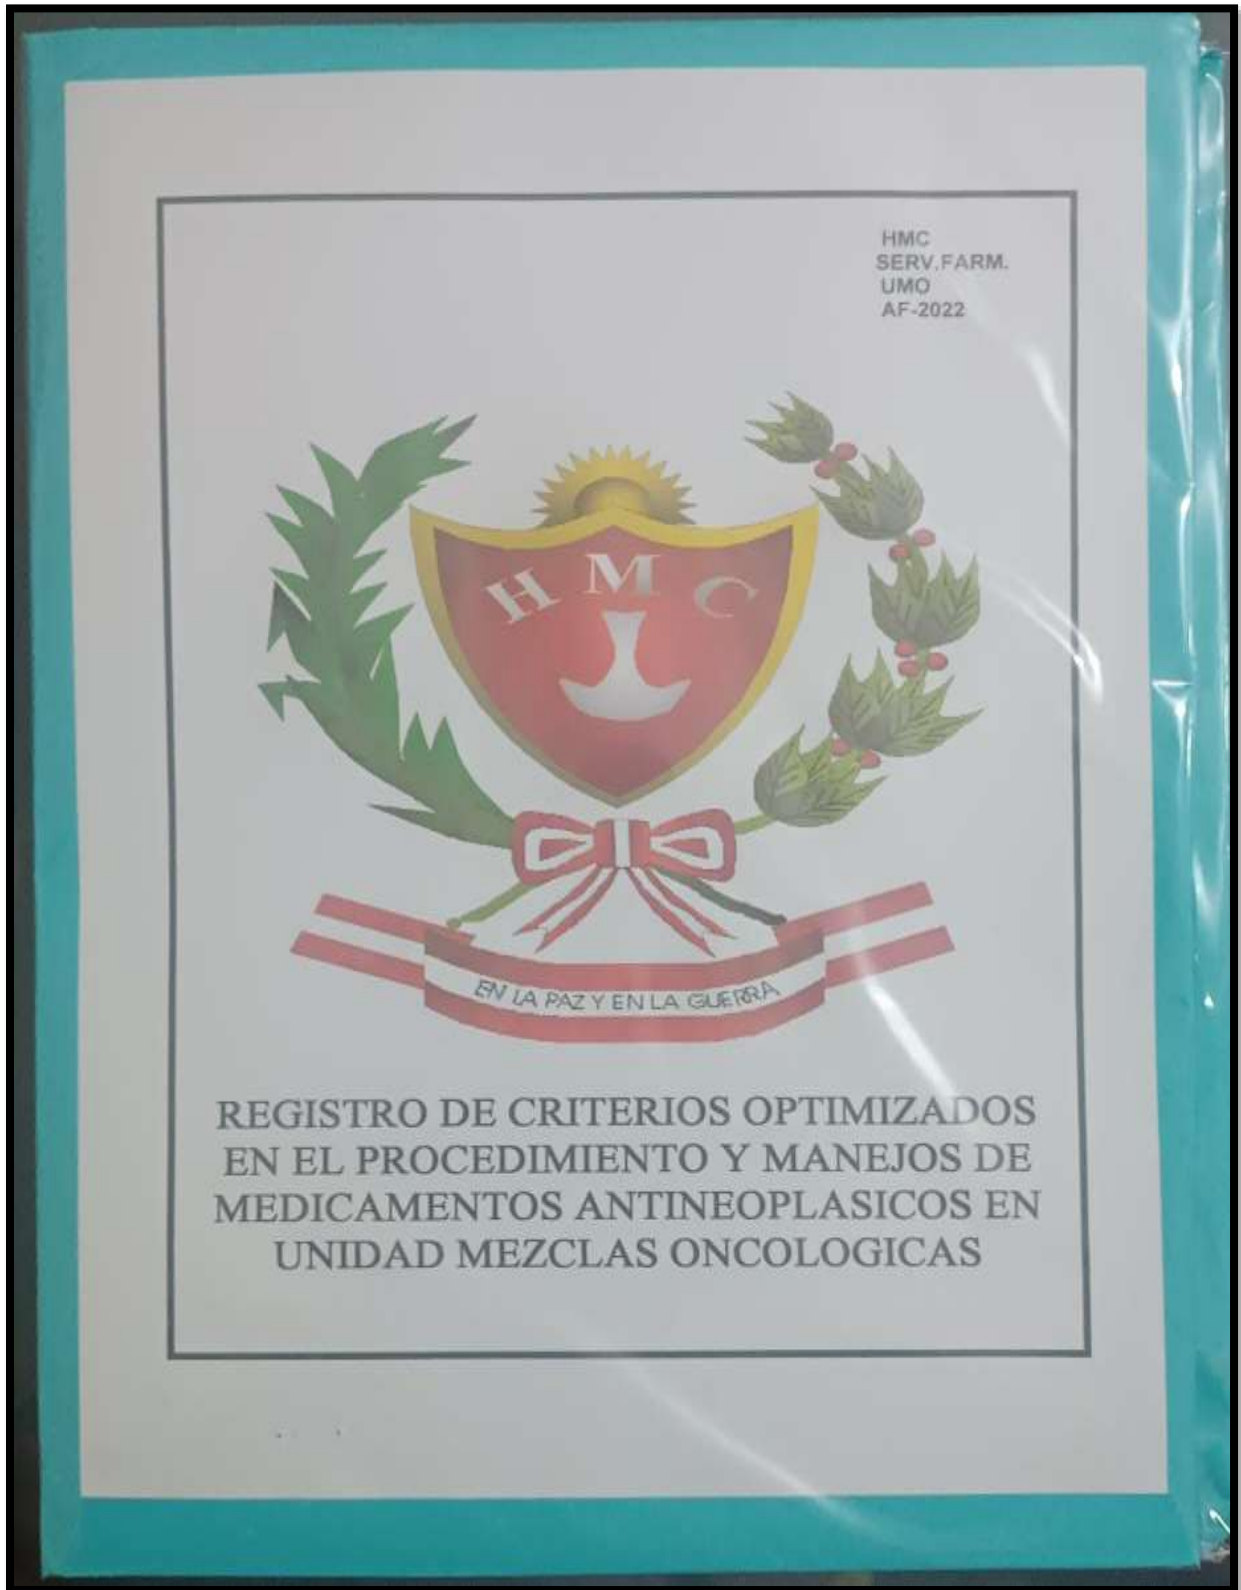 HMC
SERV.FARM.
UMO
AF-2022
H M C
EN LA PAZ Y EN LA GUERRA
REGISTRO DE CRITERIOS OPTIMIZADOS
EN EL PROCEDIMIENTO Y MANEJOS DE
MEDICAMENTOS ANTINEOPLASICOS EN
UNIDAD MEZCLAS ONCOLOGICAS